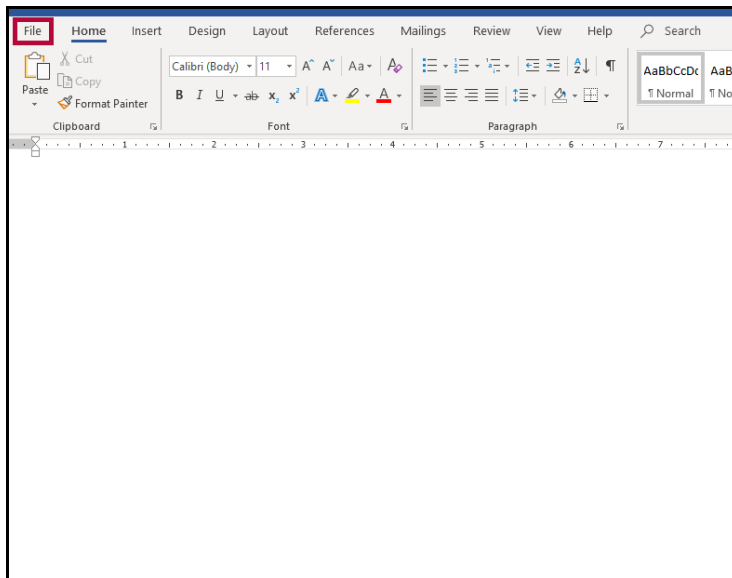 File Home Insert Design Layout References Mailings Review View Help Search
Cut
Copy
Paste
Format Painter
Clipboard
Calibri (Body) 11 A A Aa A
B I U ab x2 x2 A A
Font
A Z ¶
Paragraph
AaBbCcDc AaB
¶ Normal ¶ No
1 2 3 4 5 6 7